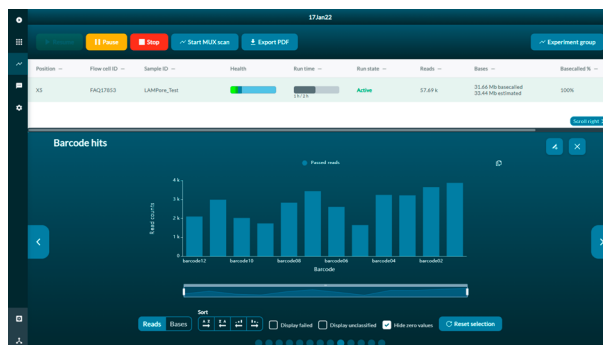 17Jan22
Pause
Stop
Start MUX scan
Export PDF
Experiment group
Position
Flow cell ID
Sample ID
Health
Run time
Run state
Reads
Bases
Basecalled %
X5
FAQ17053
LAMPore_Test
Active
57.69 k
31.66 Mb basecalled
33.44 Mb estimated
100%
Scroll right
Barcode hits
Passed reads
4 k
3 k
2 k
1 k
0
Read counts
barcode12
barcode10
barcode08
barcode06
barcode04
barcode02
Barcode
Sort
Reads
Bases
Display failed
Display unclassified
Hide zero values
Reset selection